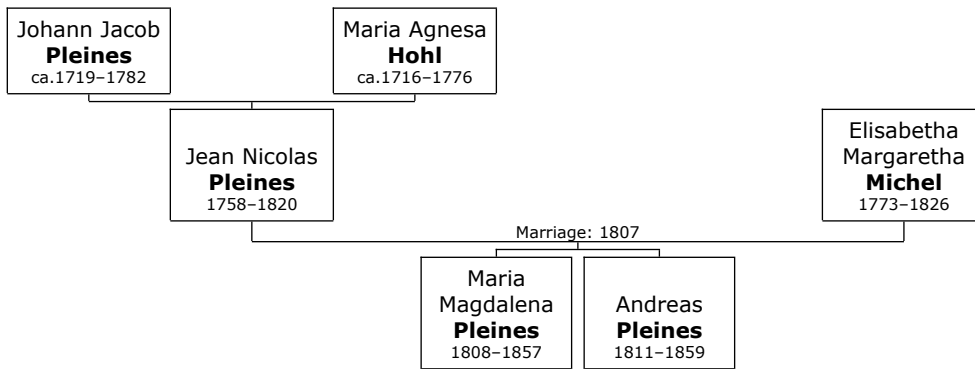 Johann Jacob
Pleines
ca.1719–1782
Maria Agnesa
Hohl
ca.1716–1776
Jean Nicolas
Pleines
1758–1820
Elisabetha
Margaretha
Michel
1773–1826
Marriage: 1807
Maria
Magdalena
Pleines
1808–1857
Andreas
Pleines
1811–1859